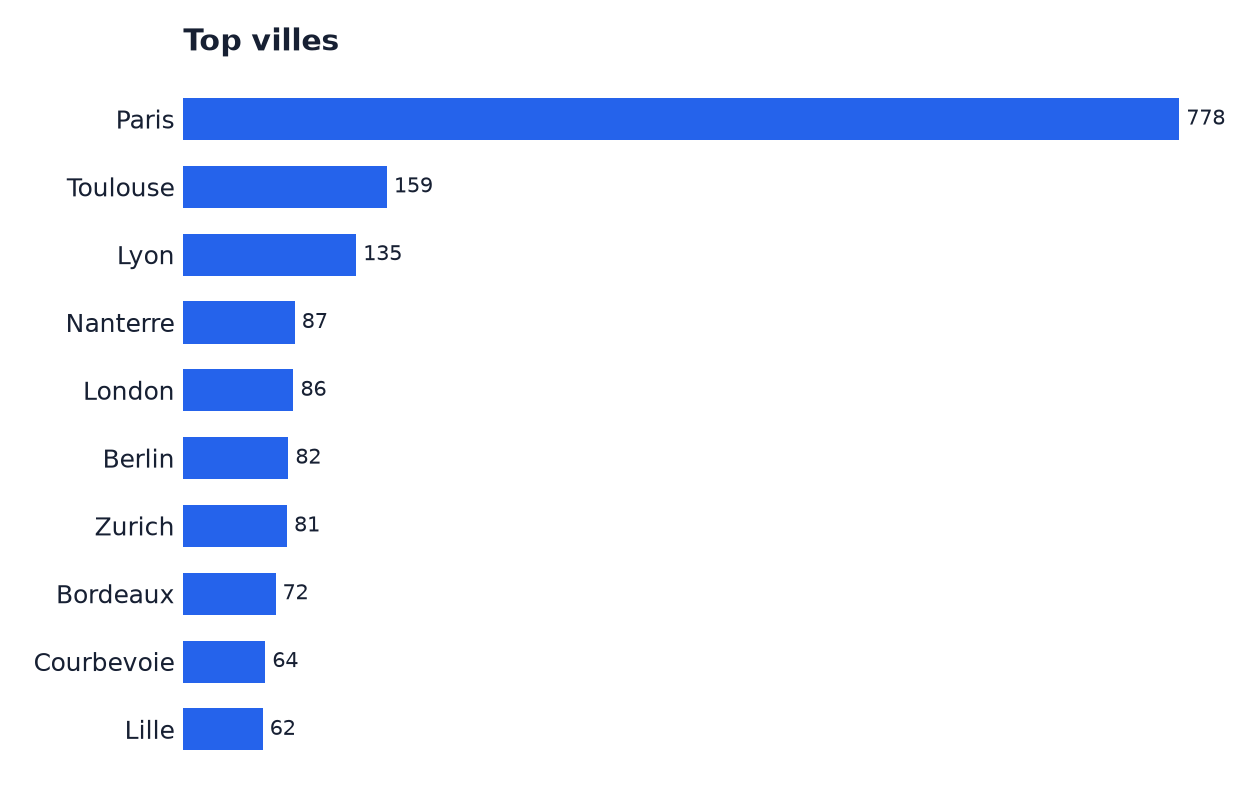 Top villes
Paris 778
Toulouse 159
Lyon 135
Nanterre 87
London 86
Berlin 82
Zurich 81
Bordeaux 72
Courbevoie 64
Lille 62